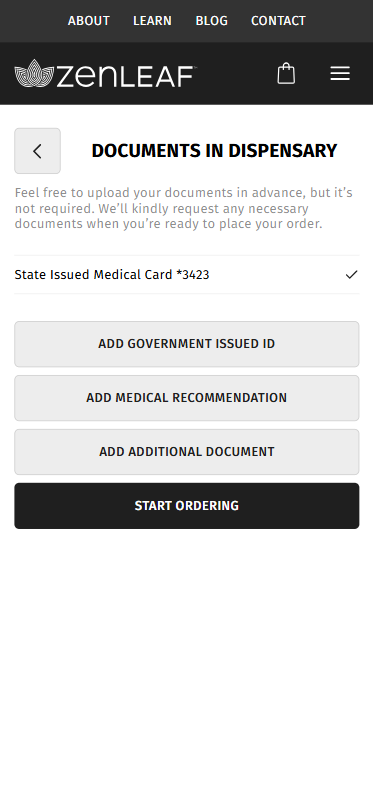 ABOUT LEARN BLOG CONTACT
zenLEAF
DOCUMENTS IN DISPENSARY
Feel free to upload your documents in advance, but it’s
not required. We’ll kindly request any necessary
documents when you’re ready to place your order.
State Issued Medical Card *3423
ADD GOVERNMENT ISSUED ID
ADD MEDICAL RECOMMENDATION
ADD ADDITIONAL DOCUMENT
START ORDERING